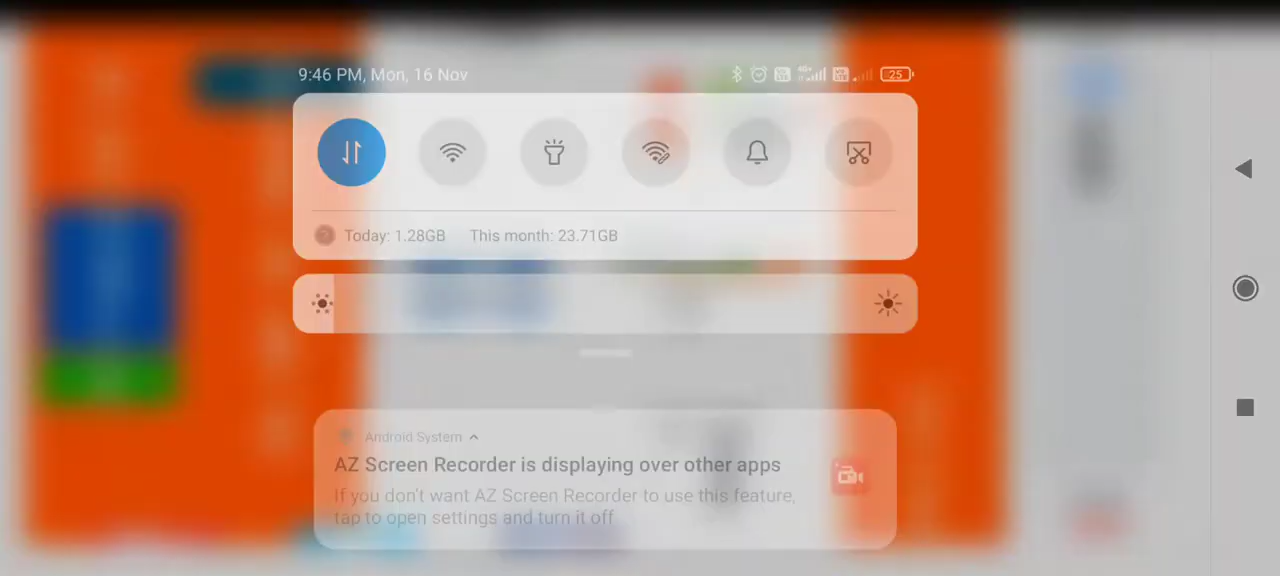 9:46 PM, Mon, 16 Nov
4G+
25
Today: 1.28GB This month: 23.71GB
Android System
AZ Screen Recorder is displaying over other apps
If you don't want AZ Screen Recorder to use this feature,
tap to open settings and turn it off